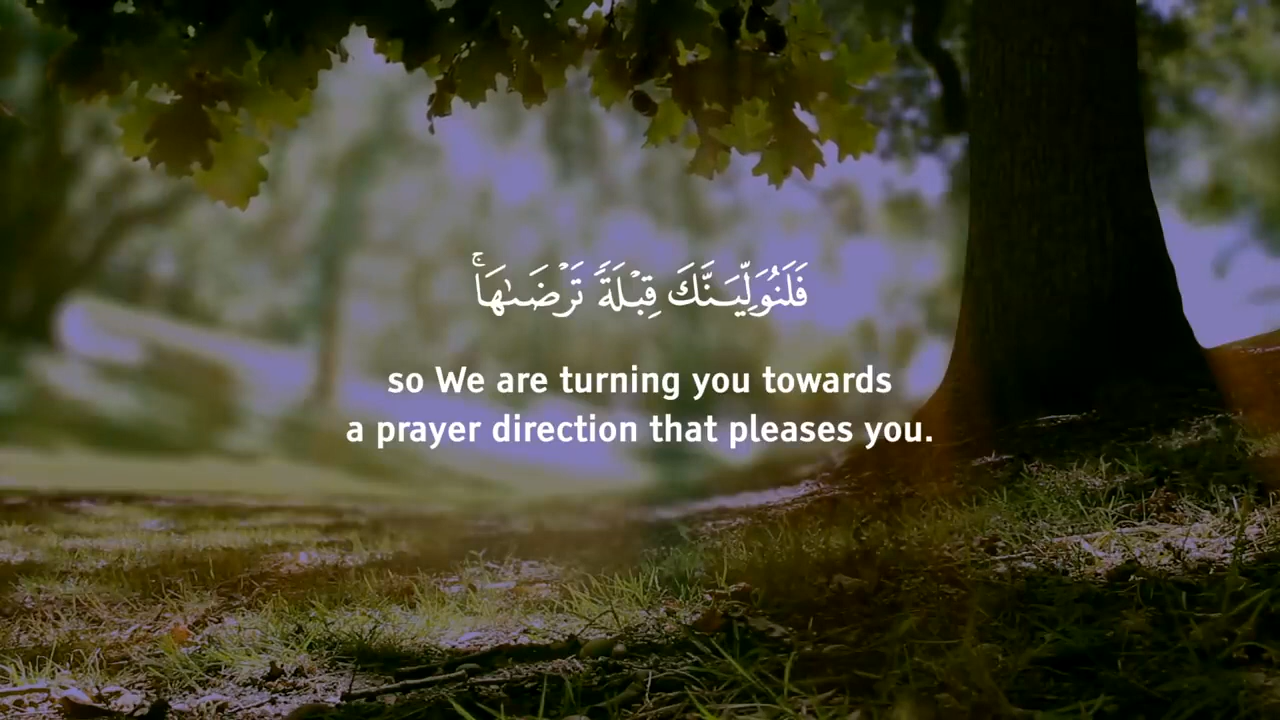 فَلَنُوَلِّيَنَّكَ قِبْلَةً تَرْضَىٰهَا ۚ
so We are turning you towards
a prayer direction that pleases you.